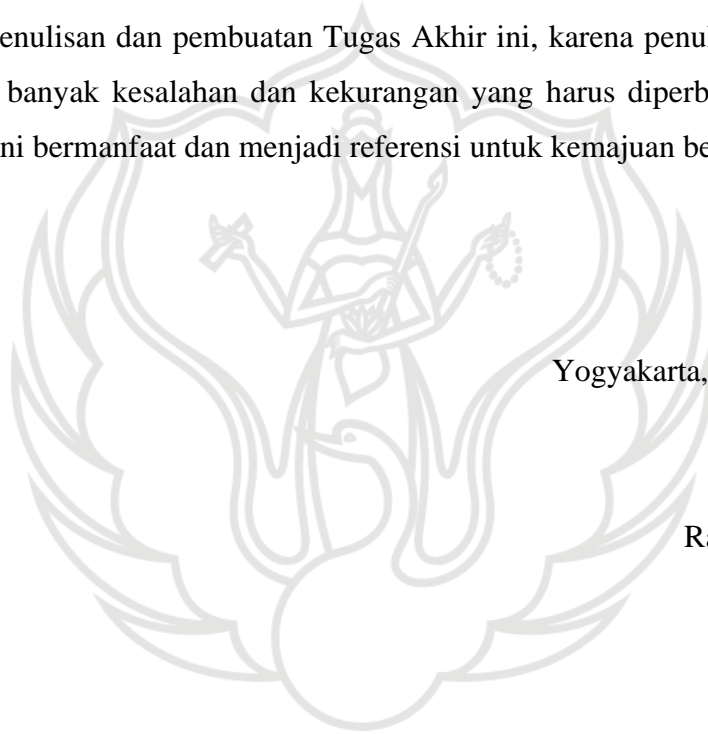 enulisan dan pembuatan Tugas Akhir ini, karena penul
banyak kesalahan dan kekurangan yang harus diperb
ni bermanfaat dan menjadi referensi untuk kemajuan be
Yogyakarta,
Ra